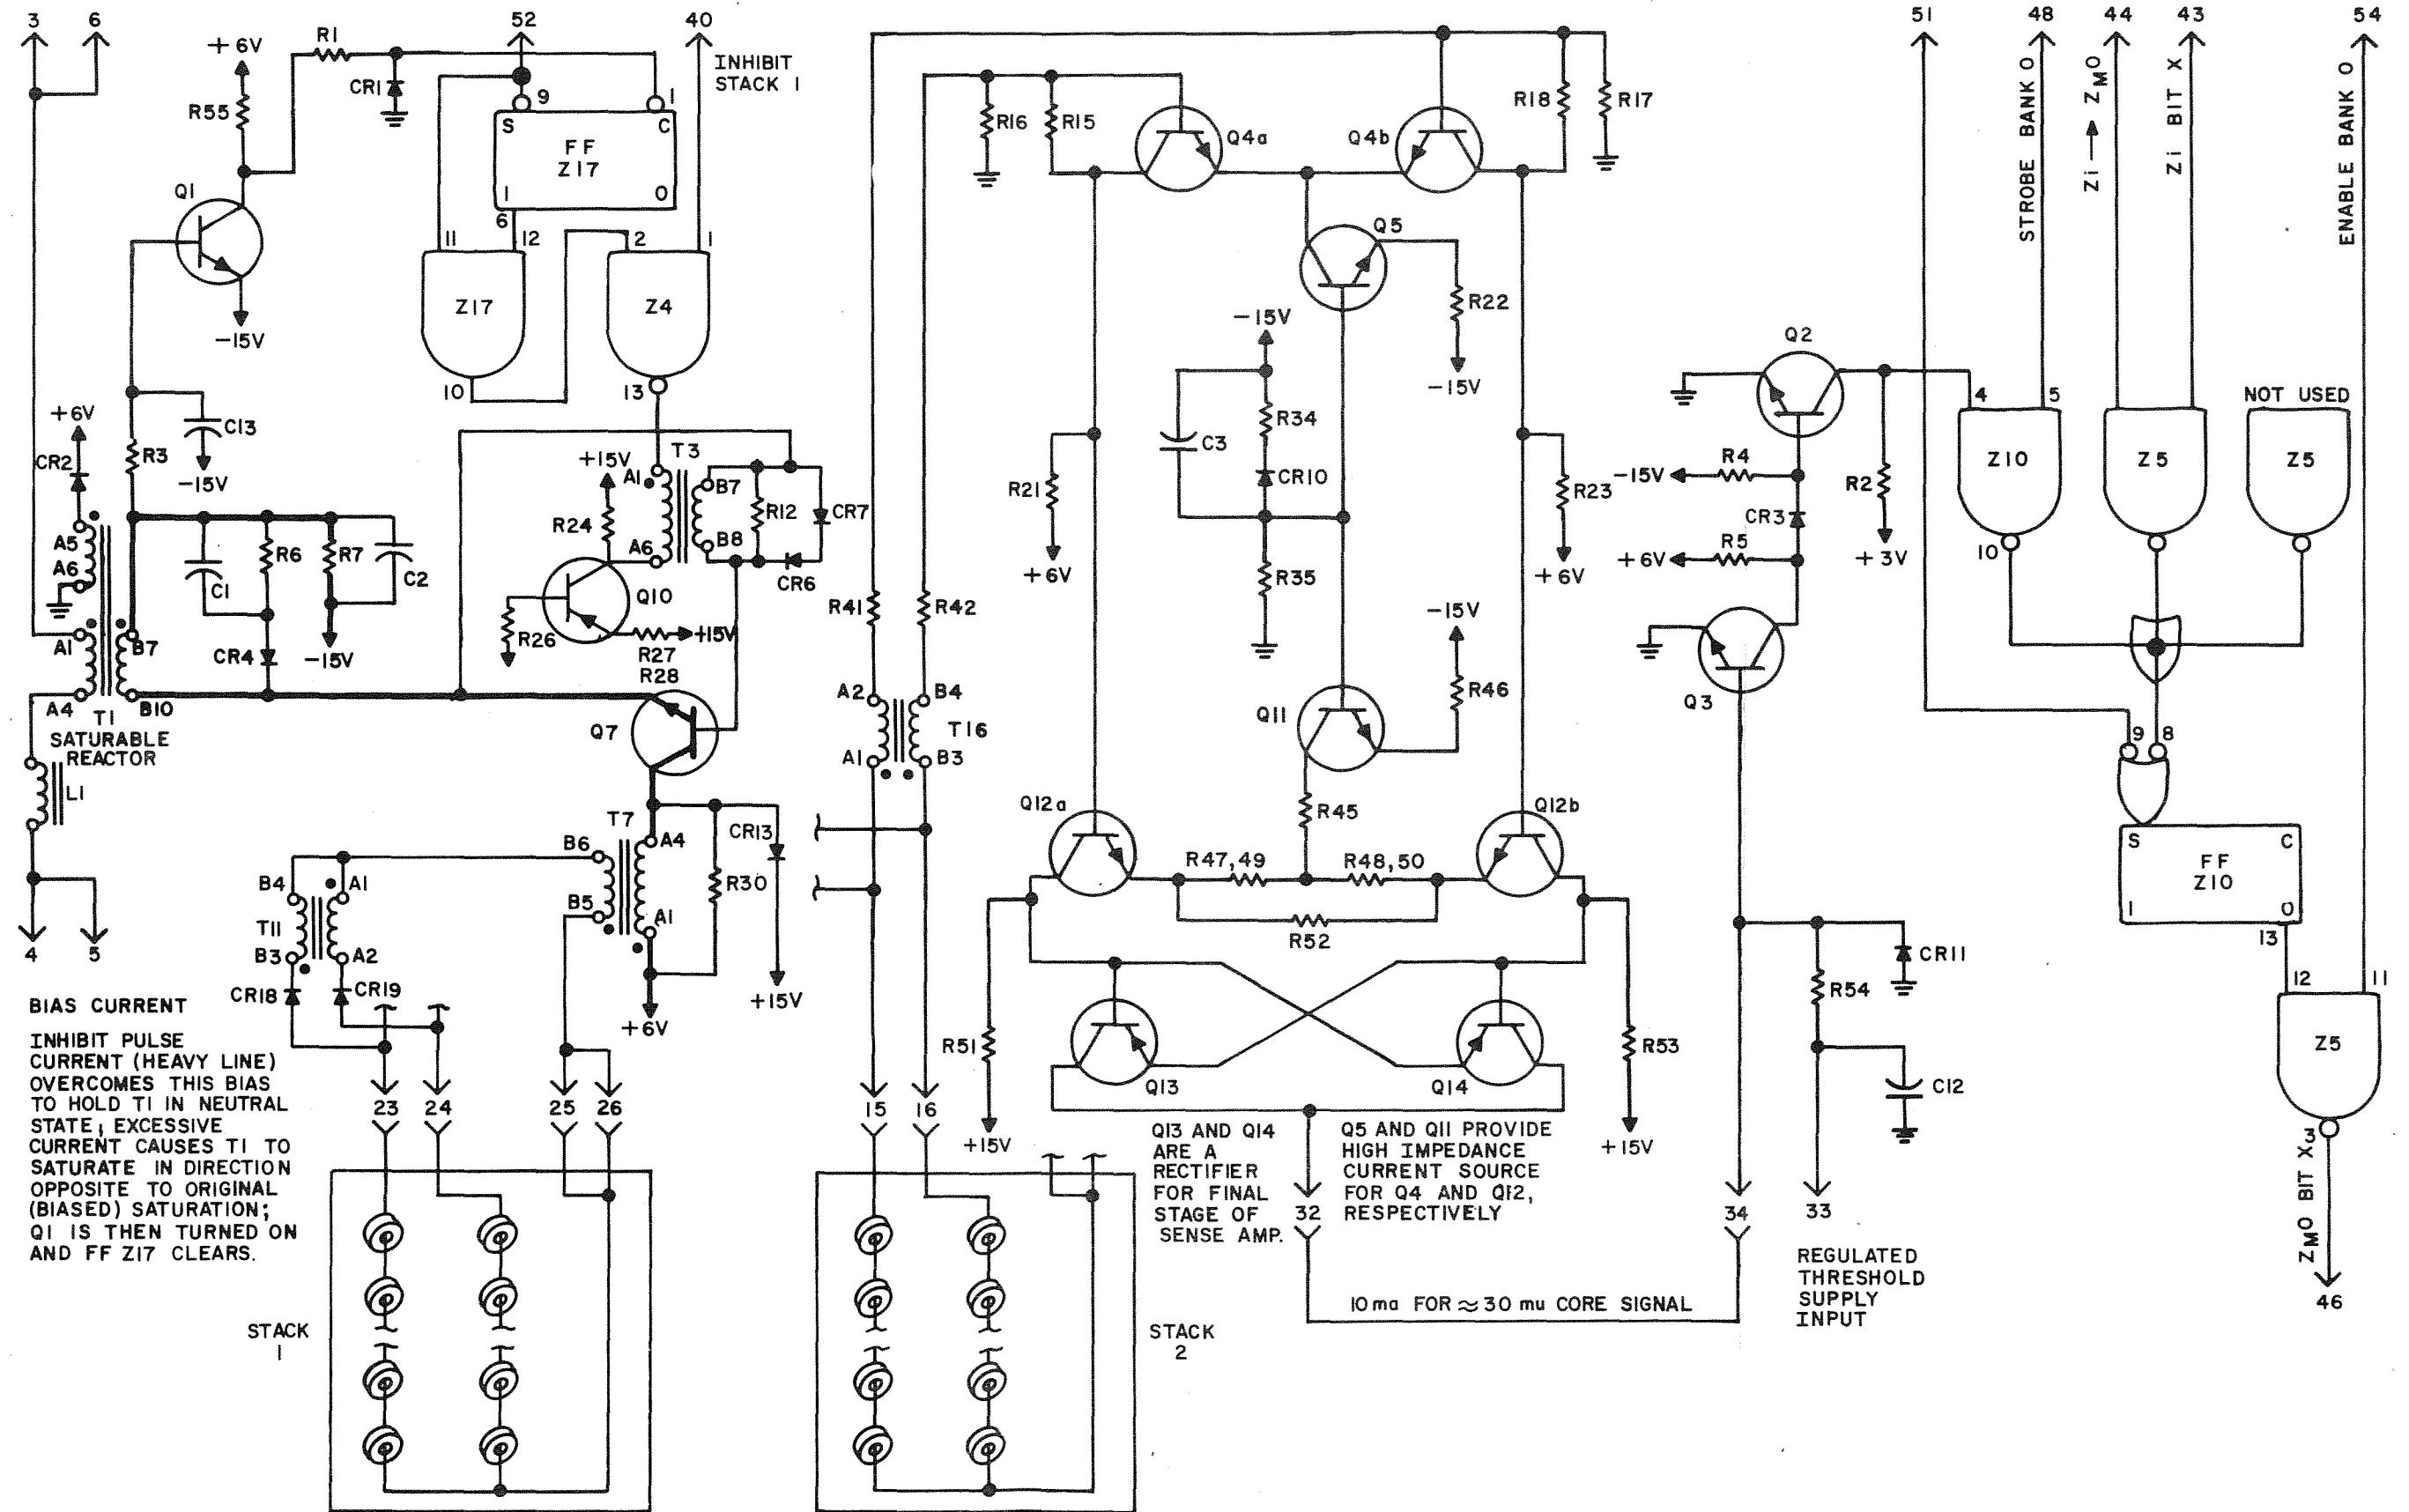 3
6
52
40
51
48
44
43
54
+6V
R1
INHIBIT
STACK 1
CR1
9
1
R55
S
C
FF
Z17
1
0
6
Q1
11
12
2
1
Z17
Z4
-15V
10
13
R16
R15
Q4a
Q4b
R18
R17
Q5
R22
-15V
-15V
R34
C3
CR10
R35
R21
+6V
R23
+6V
STROBE BANK 0
Zi → ZM0
Zi BIT X
ENABLE BANK 0
Q2
4
5
NOT USED
-15V
R4
R2
Z10
Z5
Z5
CR3
+6V
R5
+3V
10
Q3
+6V
CR2
R3
C13
-15V
A5
A6
C1
R6
R7
C2
A1
B7
CR4
-15V
A4
T1
B10
SATURABLE
REACTOR
L1
4
5
+15V
A1
T3
B7
R12
CR7
R24
A6
B8
CR6
Q10
R26
R27
+15V
R28
Q7
R41
R42
A2
B4
T16
A1
B3
-15V
R46
Q11
R45
Q12a
Q12b
R47,49
R48,50
R52
T7
B6
A4
CR13
R30
B5
A1
+6V
+15V
B4
A1
T11
B3
A2
CR18
CR19
9
8
S
C
FF
Z10
1
0
13
12
11
Z5
3
ZM0 BIT X
46
R51
+15V
Q13
Q14
R53
+15V
CR11
R54
C12
BIAS CURRENT
INHIBIT PULSE
CURRENT (HEAVY LINE)
OVERCOMES THIS BIAS
TO HOLD T1 IN NEUTRAL
STATE; EXCESSIVE
CURRENT CAUSES T1 TO
SATURATE IN DIRECTION
OPPOSITE TO ORIGINAL
(BIASED) SATURATION;
Q1 IS THEN TURNED ON
AND FF Z17 CLEARS.
23
24
25
26
15
16
Q13 AND Q14
ARE A
RECTIFIER
FOR FINAL
STAGE OF
SENSE AMP.
32
Q5 AND Q11 PROVIDE
HIGH IMPEDANCE
CURRENT SOURCE
FOR Q4 AND Q12,
RESPECTIVELY
34
33
REGULATED
THRESHOLD
SUPPLY
INPUT
10 ma FOR ≈ 30 mu CORE SIGNAL
STACK
1
STACK
2